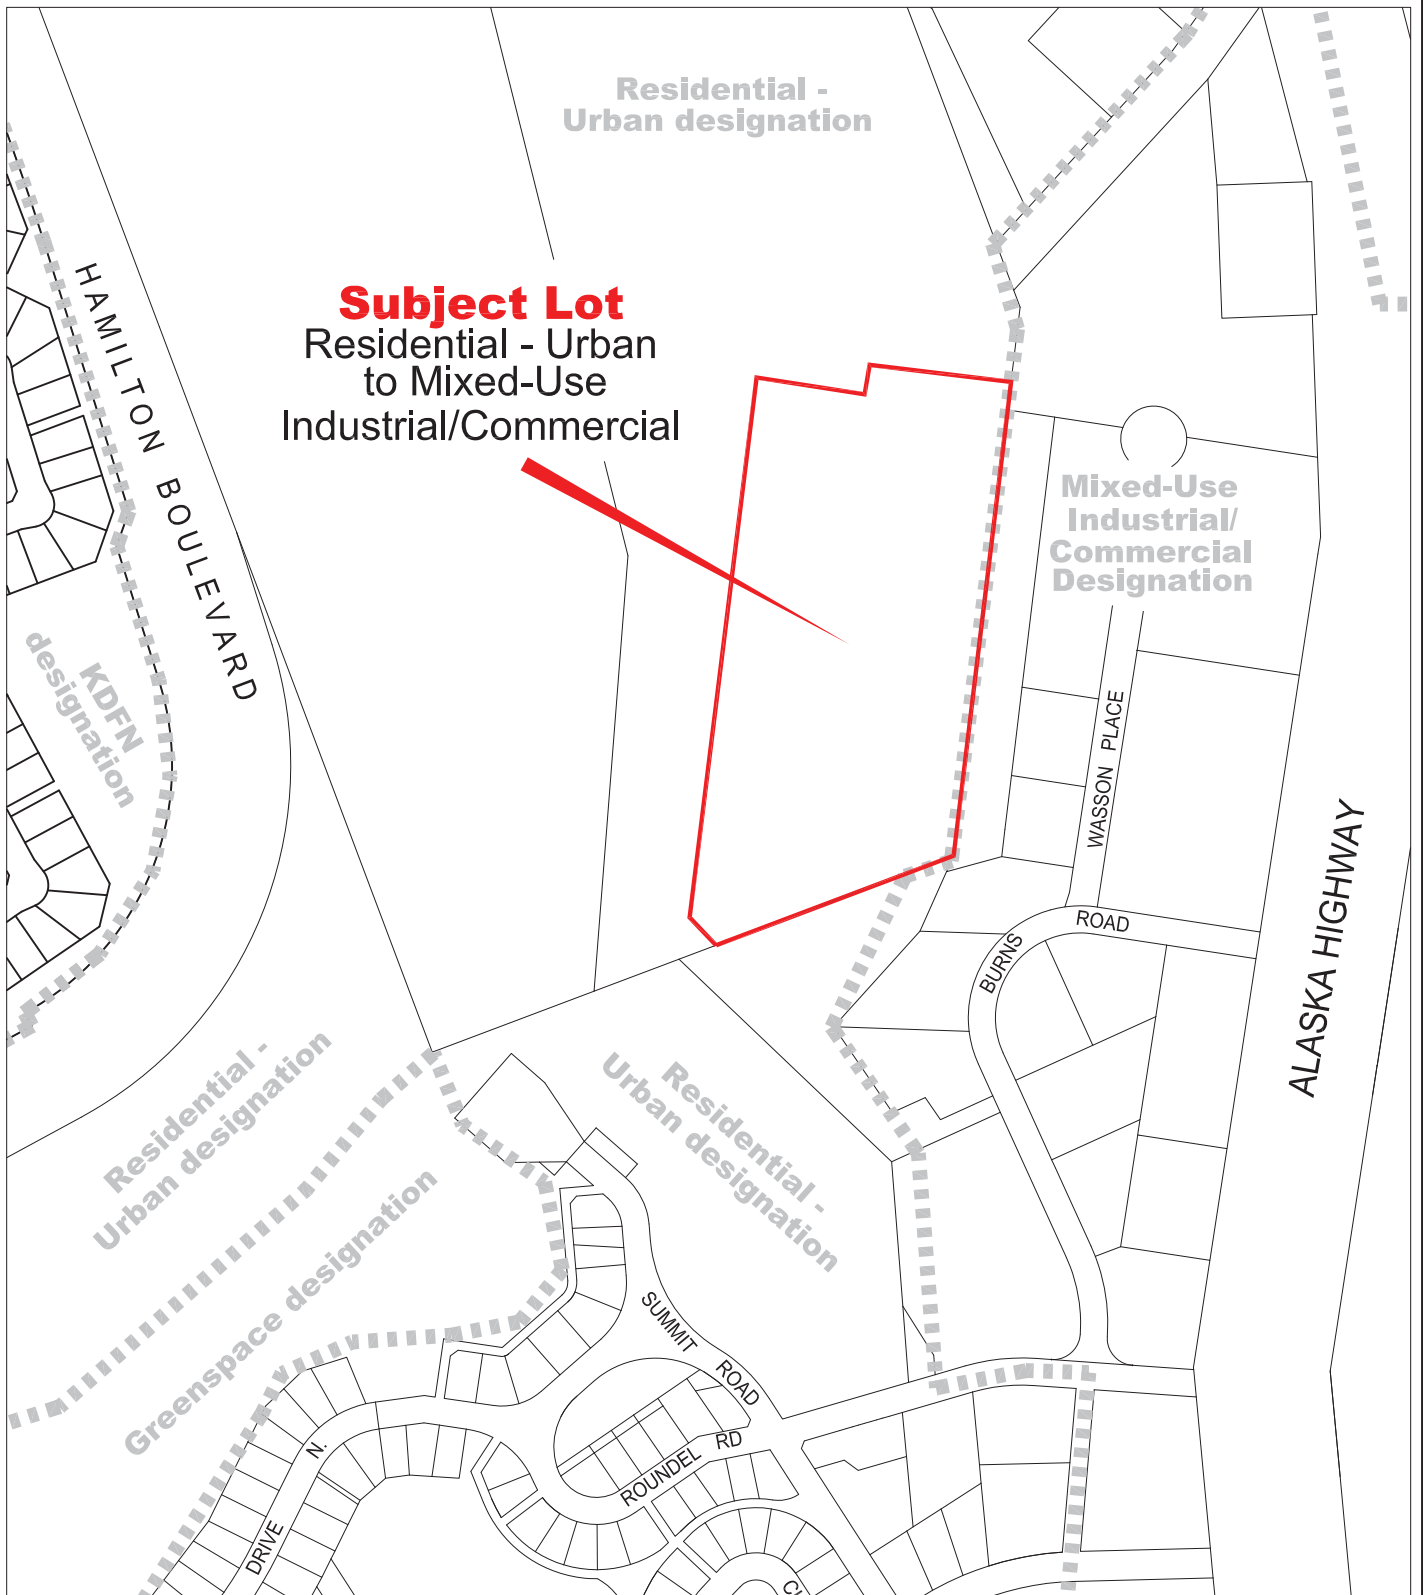 Residential -
Urban designation
Subject Lot
Residential - Urban
to Mixed-Use
Industrial/Commercial
HAMILTON BOULEVARD
Mixed-Use
Industrial/
Commercial
Designation
KDFN
designation
WASSON PLACE
BURNS ROAD
ALASKA HIGHWAY
Residential -
Urban designation
Residential -
Urban designation
Greenspace designation
SUMMIT ROAD
ROUNDEL RD
DRIVE N.